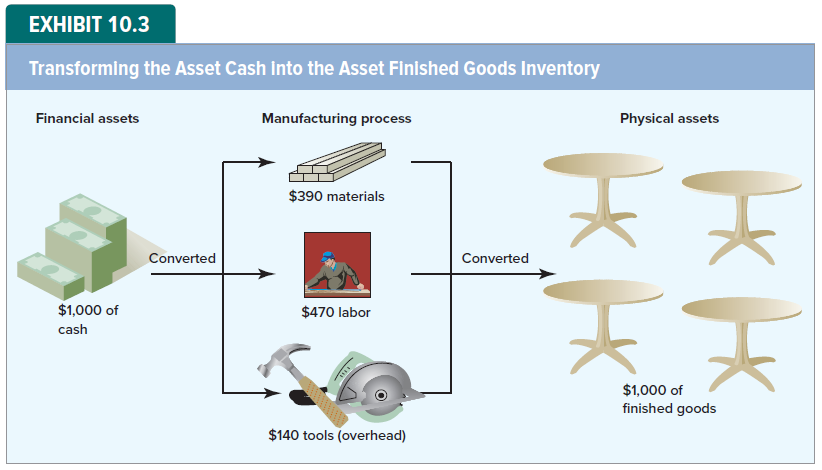 EXHIBIT 10.3
Transforming the Asset Cash Into the Asset Finished Goods Inventory
Financial assets
Manufacturing process
Physical assets
$390 materials
Converted
Converted
$1,000 of
cash
$470 labor
$140 tools (overhead)
$1,000 of
finished goods